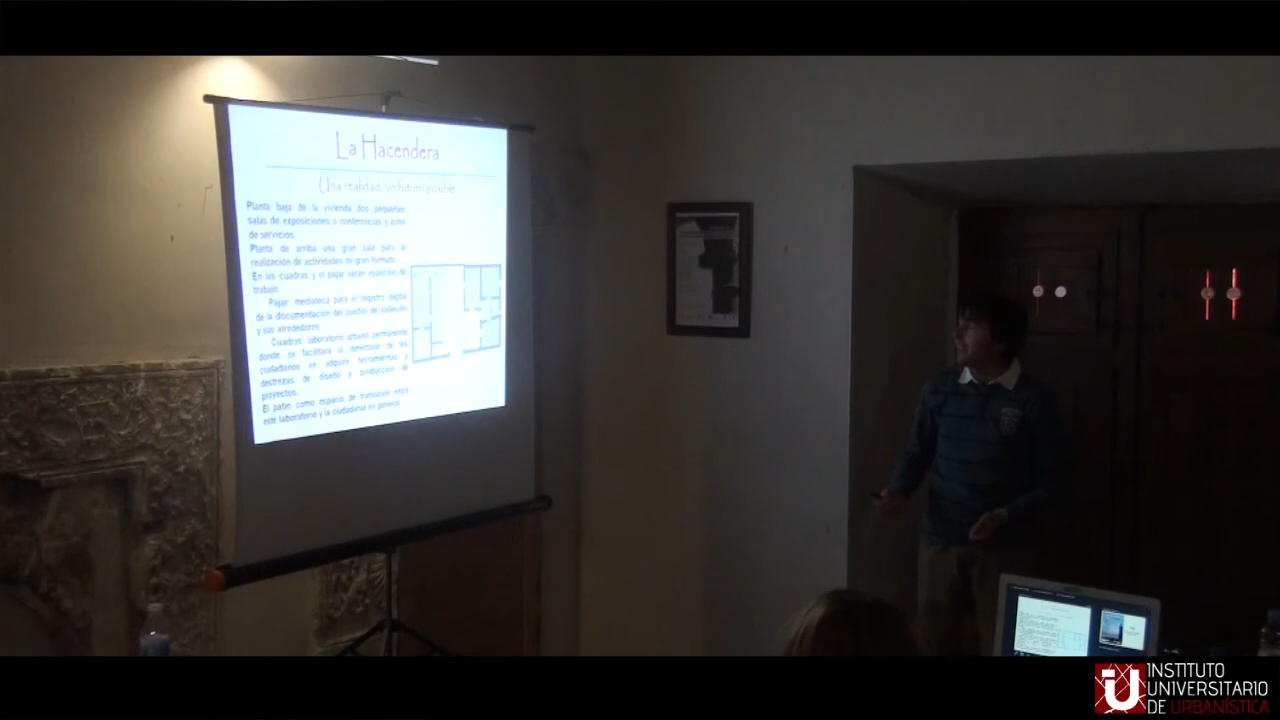 La Hacendera
Una realidad, un futuro posible
Planta baja de la vivienda dos pequeñas
salas de exposiciones o conferencias y zona
de servicios.
Planta de arriba una gran sala para la
realización de actividades de gran formato.
En las cuadras y el pajar serán espacios de
trabajo
Pajar: mediateca para el registro digital
de la documentación del pueblo de
y sus alrededores
Cuadras: laboratorio urbano permanente
donde se facilitara la inmersión de los
ciudadanos en adquirir herramientas y
destrezas de diseño y producción de
proyectos.
El patio como espacio de transición entre
este laboratorio y la ciudadanía en general.
INSTITUTO
UNIVERSITARIO
DE URBANÍSTICA